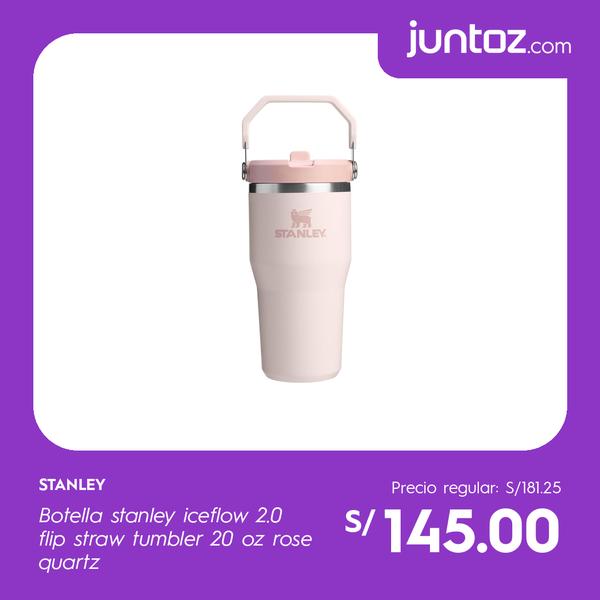 juntoz.com
STANLEY
STANLEY
Botella stanley iceflow 2.0
flip straw tumbler 20 oz rose
quartz
Precio regular: S/181.25
S/145.00